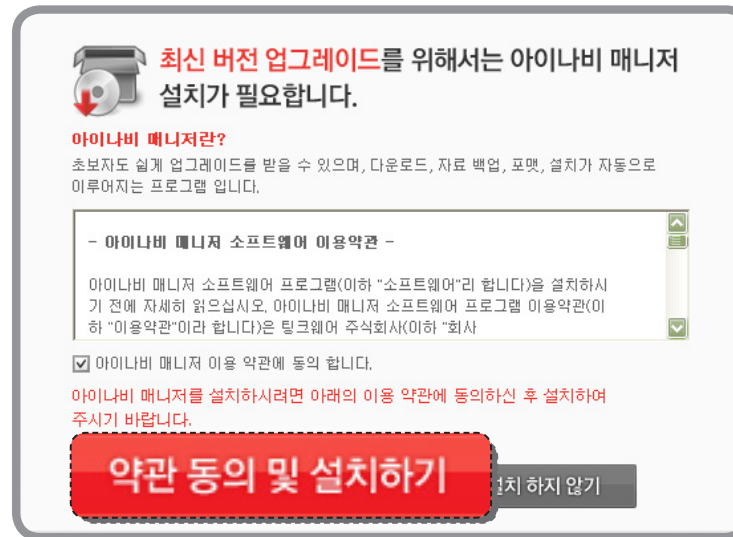 최신 버전 업그레이드를 위해서는 아이나비 매니저
설치가 필요합니다.
아이나비 매니저란?
초보자도 쉽게 업그레이드를 받을 수 있으며, 다운로드, 자료 백업, 포맷, 설치가 자동으로
이루어지는 프로그램 입니다.
- 아이나비 매니저 소프트웨어 이용약관 -
아이나비 매니저 소프트웨어 프로그램(이하 "소프트웨어"리 합니다)을 설치하시
기 전에 자세히 읽으십시오. 아이나비 매니저 소프트웨어 프로그램 이용약관(이
하 "이용약관"이라 합니다)은 팅크웨어 주식회사(이하 "회사
아이나비 매니저 이용 약관에 동의 합니다.
아이나비 매니저를 설치하시려면 아래의 이용 약관에 동의하신 후 설치하여
주시기 바랍니다.
약관 동의 및 설치하기
치 하지 않기